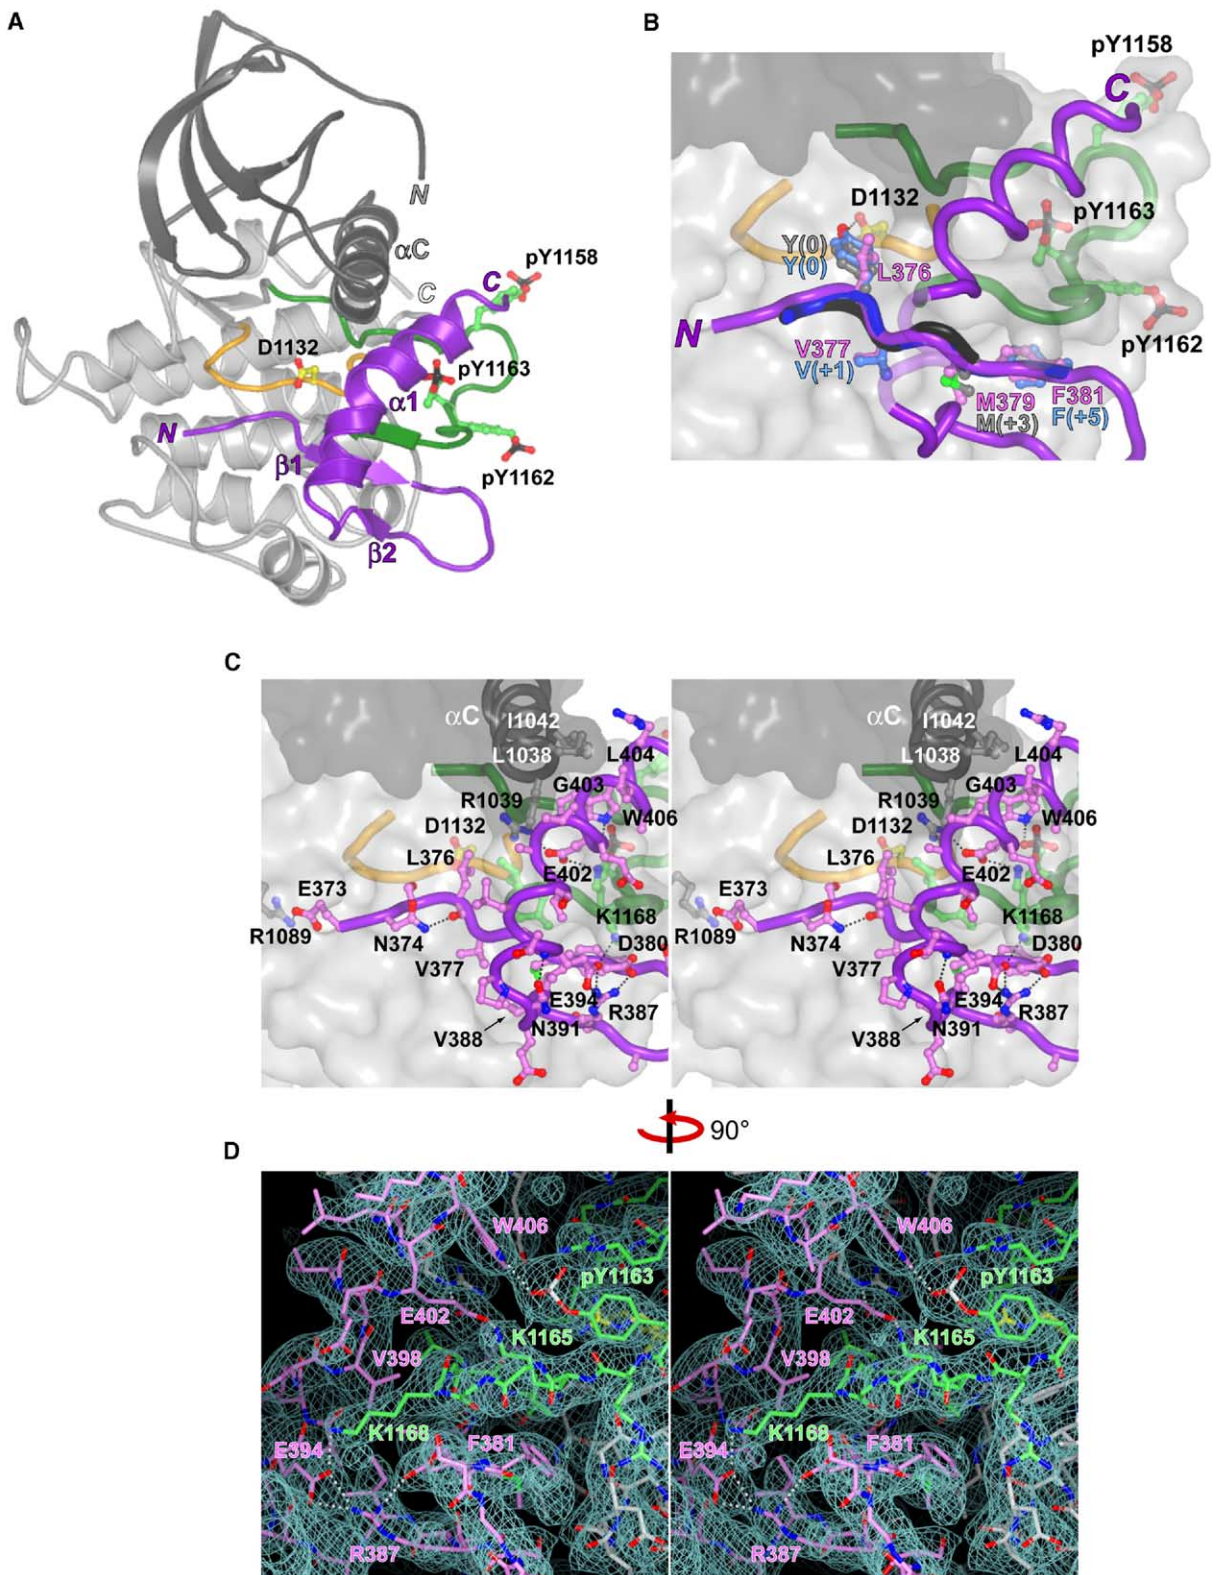 A
N
αC
C
C
pY1158
D1132
pY1163
α1
N
β1
pY1162
β2
B
pY1158
C
D1132
pY1163
Y(0)
Y(0)
L376
N
pY1162
V377
V(+1)
M379
M(+3)
F381
F(+5)
C
αC
I1042
L1038
L404
G403
R1039
W406
D1132
L376
E402
E373
K1168
R1089
N374
D380
V377
E394
R387
V388
N391
αC
I1042
L1038
L404
G403
R1039
W406
D1132
L376
E402
E373
K1168
R1089
N374
D380
V377
E394
R387
V388
N391
90°
D
W406
pY1163
E402
K1165
V398
K1168
F381
E394
R387
W406
pY1163
E402
K1165
V398
K1168
F381
E394
R387